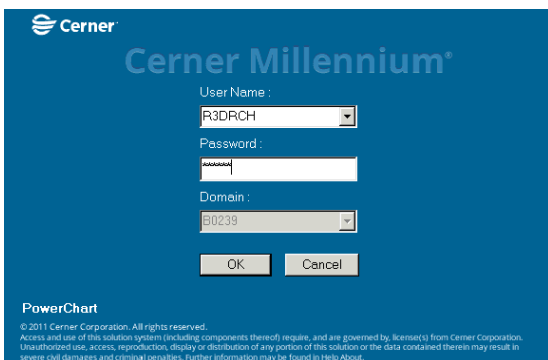 Cerner
Cerner Millennium®
User Name :
R3DRCH
Password :
******
Domain :
B0239
OK Cancel
PowerChart
© 2011 Cerner Corporation. All rights reserved.
Access and use of this solution system (including components thereof) require, and are governed by, license(s) from Cerner Corporation.
Unauthorized use, access, reproduction, display or distribution of any portion of this solution or the data contained therein may result in
severe civil damages and criminal penalties. Further information may be found in Help About.